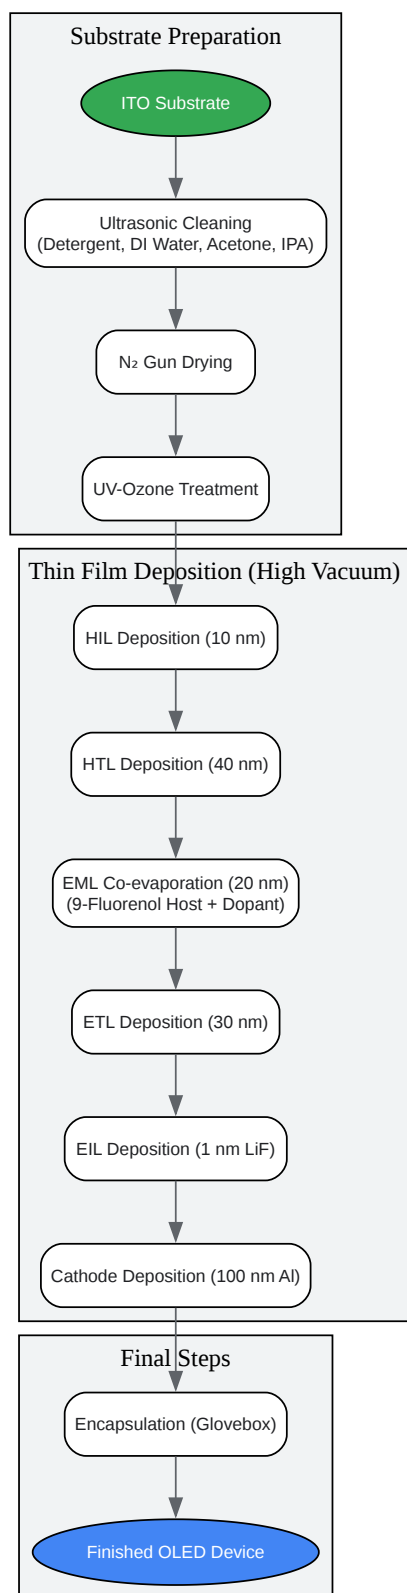 Substrate Preparation
ITO Substrate
Ultrasonic Cleaning
(Detergent, DI Water, Acetone, IPA)
N₂ Gun Drying
UV-Ozone Treatment
Thin Film Deposition (High Vacuum)
HIL Deposition (10 nm)
HTL Deposition (40 nm)
EML Co-evaporation (20 nm)
(9-Fluorenol Host + Dopant)
ETL Deposition (30 nm)
EIL Deposition (1 nm LiF)
Cathode Deposition (100 nm Al)
Final Steps
Encapsulation (Glovebox)
Finished OLED Device